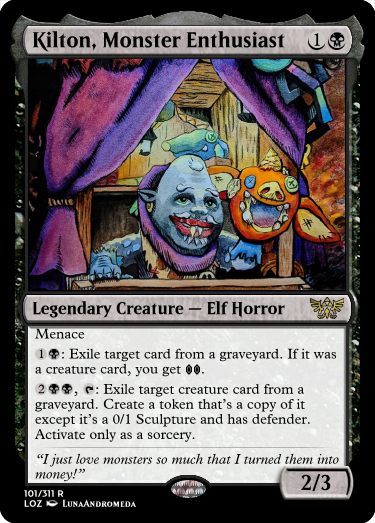 Kilton, Monster Enthusiast 1
Legendary Creature — Elf Horror
Menace
1: Exile target card from a graveyard. If it was
a creature card, you get .
2, : Exile target creature card from a
graveyard. Create a token that's a copy of it
except it's a 0/1 Sculpture and has defender.
Activate only as a sorcery.
"I just love monsters so much that I turned them into
money!"
2/3
101/311 R
LOZ LunaAndromeda